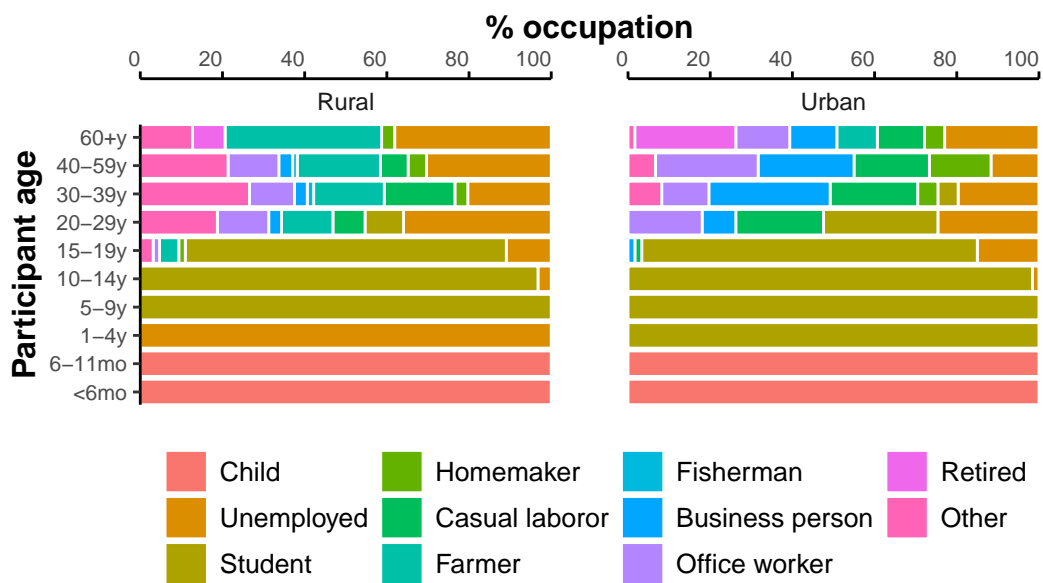 % occupation
0 20 40 60 80 100 0 20 40 60 80 100
Rural Urban
Participant age
60+y
40–59y
30–39y
20–29y
15–19y
10–14y
5–9y
1–4y
6–11mo
<6mo
Child Homemaker Fisherman Retired
Unemployed Casual laboror Business person Other
Student Farmer Office worker